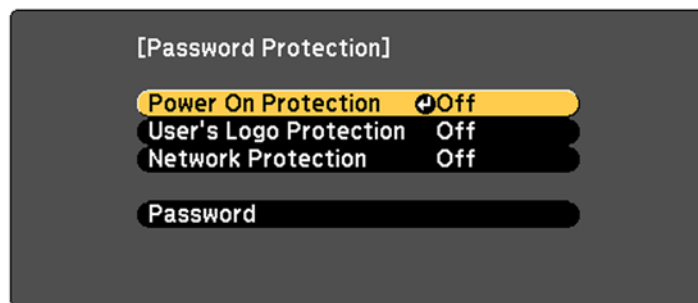 [Password Protection]
Power On Protection Off
User's Logo Protection Off
Network Protection Off
Password